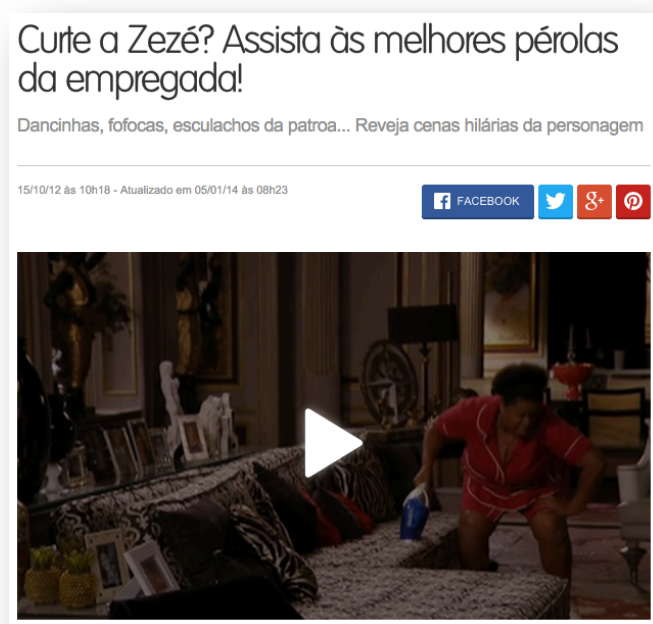 Curte a Zezé? Assista às melhores pérolas
da empregada!
Dancinhas, fofocas, esculachos da patroa... Reveja cenas hilárias da personagem
15/10/12 às 10h18 - Atualizado em 05/01/14 às 08h23
FACEBOOK